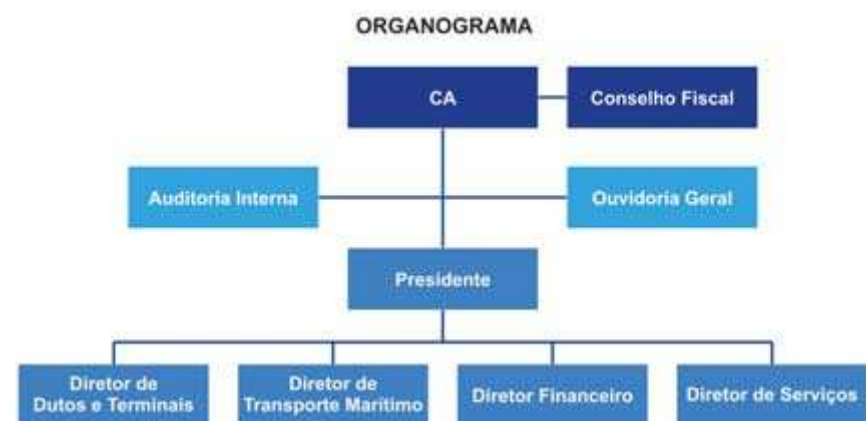 ORGANOGRAMA
CA
Conselho Fiscal
Auditoria Interna
Ouvidoria Geral
Presidente
Diretor de
Dutos e Terminais
Diretor de
Transporte Marítimo
Diretor Financeiro
Diretor de Serviços